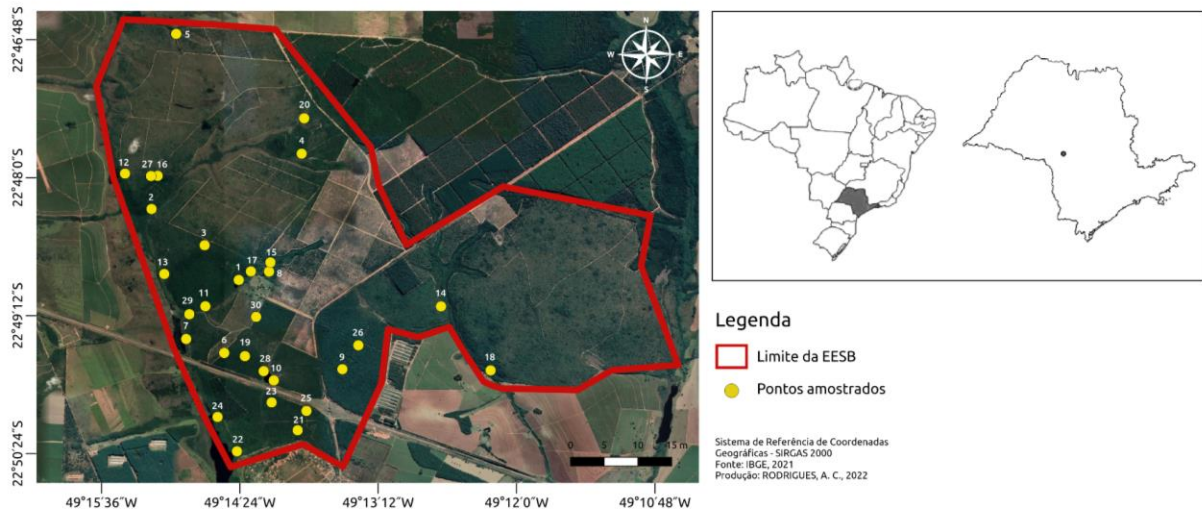 22°46'48"S
22°48'0"S
22°49'12"S
22°50'24"S
5
N
W
E
S
20
4
12
27
16
2
3
13
1
17
15
8
29
11
30
14
7
6
19
28
10
26
9
18
23
25
24
21
22
0
5
10
15 m
49°15'36"W
49°14'24"W
49°13'12"W
49°12'0"W
49°10'48"W
Legenda
Limite da EESB
Pontos amostrados
Sistema de Referência de Coordenadas
Geográficas - SIRGAS 2000
Fonte: IBGE, 2021
Produção: RODRIGUES, A. C., 2022